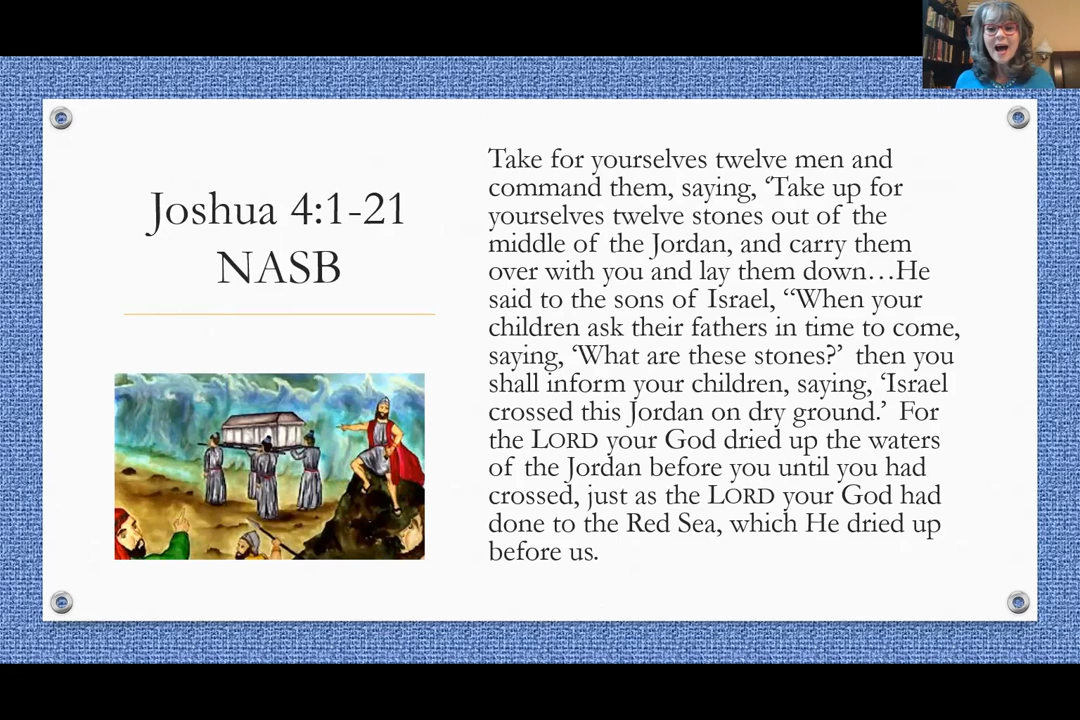 Joshua 4:1-21
NASB
Take for yourselves twelve men and
command them, saying, ‘Take up for
yourselves twelve stones out of the
middle of the Jordan, and carry them
over with you and lay them down…He
said to the sons of Israel, “When your
children ask their fathers in time to come,
saying, ‘What are these stones?’ then you
shall inform your children, saying, ‘Israel
crossed this Jordan on dry ground.’ For
the LORD your God dried up the waters
of the Jordan before you until you had
crossed, just as the LORD your God had
done to the Red Sea, which He dried up
before us.